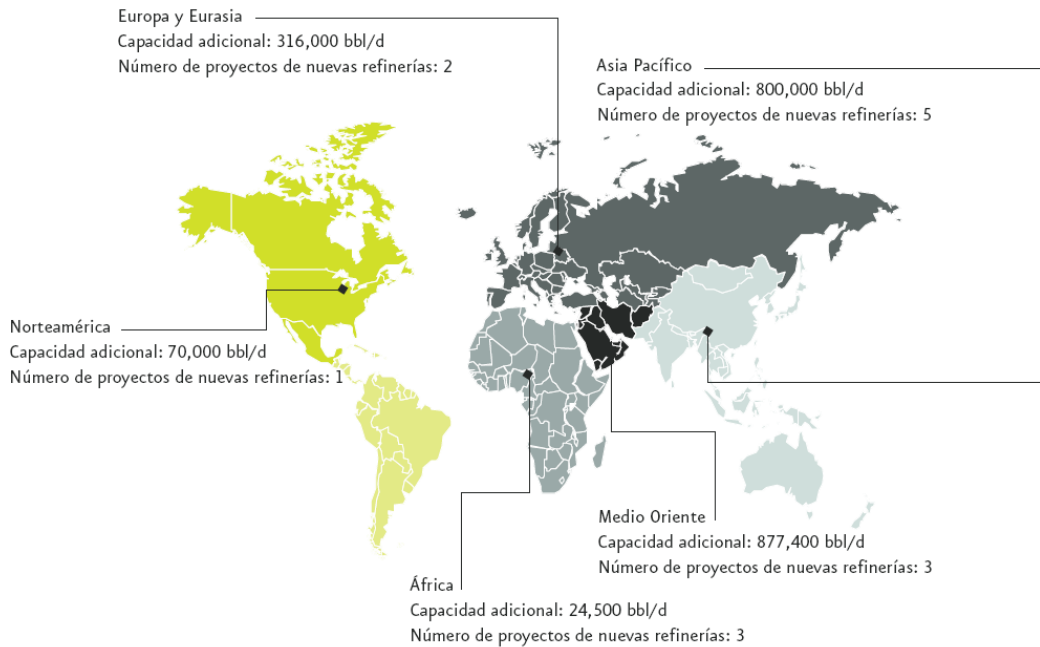 Europa y Eurasia
Capacidad adicional: 316,000 bbl/d
Número de proyectos de nuevas refinerías: 2
Asia Pacífico
Capacidad adicional: 800,000 bbl/d
Número de proyectos de nuevas refinerías: 5
Norteamérica
Capacidad adicional: 70,000 bbl/d
Número de proyectos de nuevas refinerías: 1
Medio Oriente
Capacidad adicional: 877,400 bbl/d
Número de proyectos de nuevas refinerías: 3
África
Capacidad adicional: 24,500 bbl/d
Número de proyectos de nuevas refinerías: 3